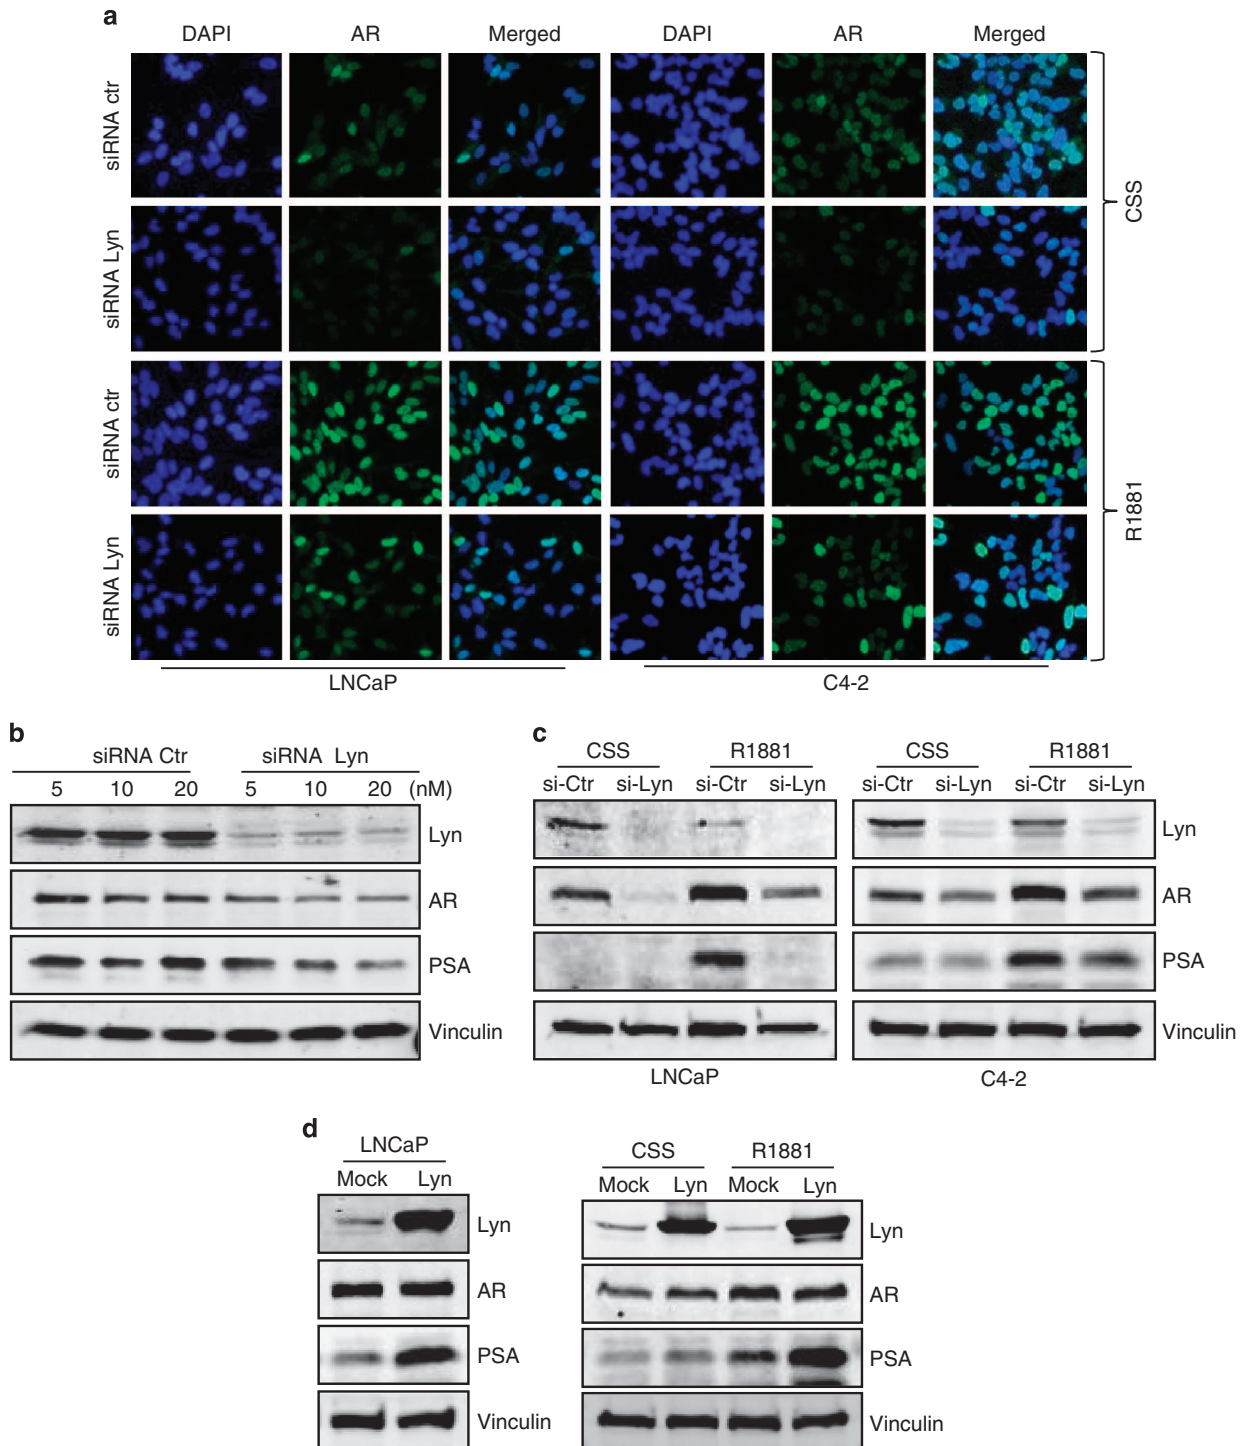 a
DAPI AR Merged DAPI AR Merged
siRNA ctr
siRNA Lyn
CSS
siRNA ctr
siRNA Lyn
R1881
LNCaP C4-2
b
siRNA Ctr siRNA Lyn
5 10 20 5 10 20 (nM)
Lyn
AR
PSA
Vinculin
c
CSS R1881 CSS R1881
si-Ctr si-Lyn si-Ctr si-Lyn si-Ctr si-Lyn si-Ctr si-Lyn
Lyn
AR
PSA
Vinculin
LNCaP C4-2
d
LNCaP
Mock Lyn
Lyn
AR
PSA
Vinculin
CSS R1881
Mock Lyn Mock Lyn
Lyn
AR
PSA
Vinculin